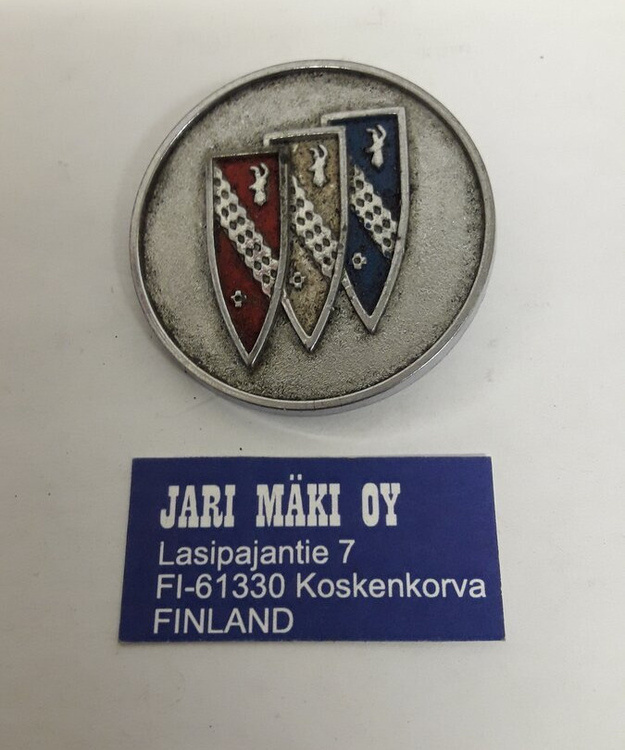 JARI MÄKI OY
Lasipajantie 7
FI-61330 Koskenkorva
FINLAND